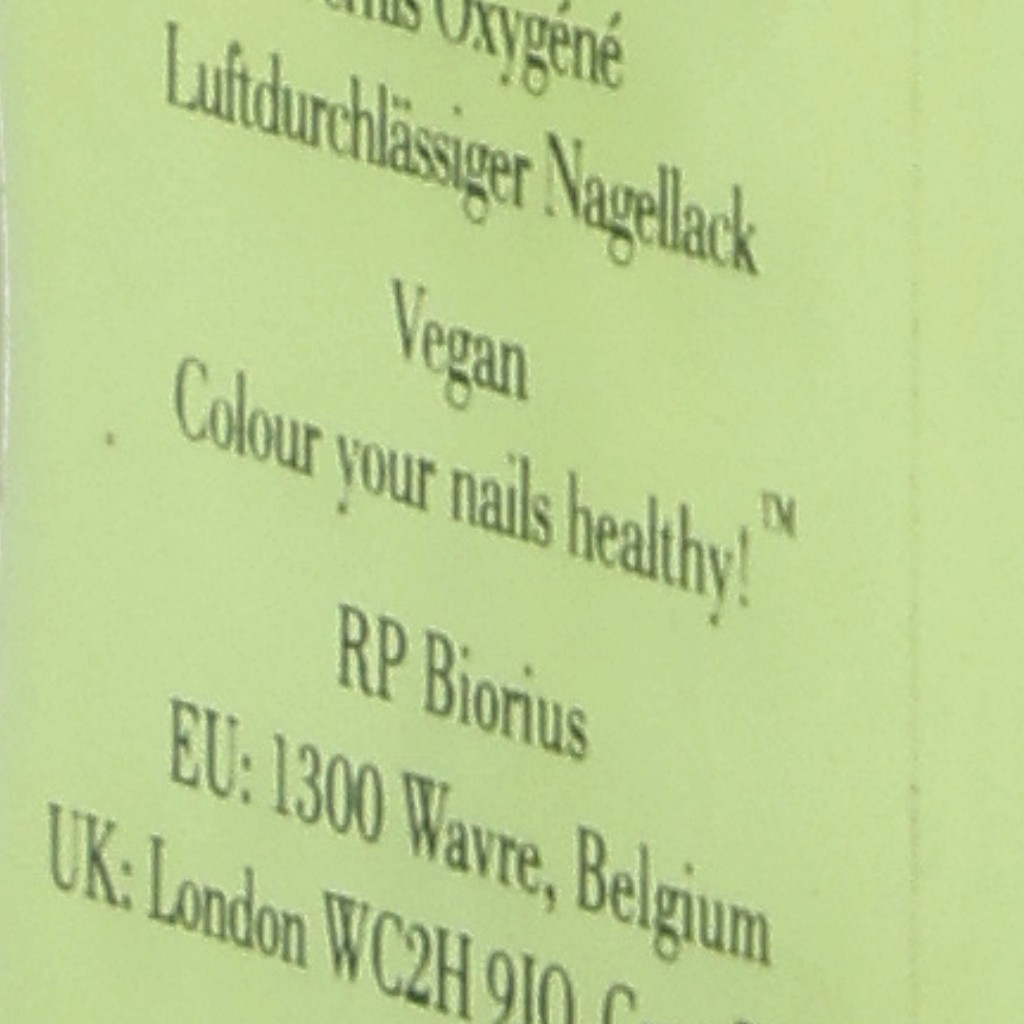 Oxygéné
Luftdurchlässiger Nagellack
Vegan
Colour your nails healthy!™
RP Biorius
EU: 1300 Wavre, Belgium
UK: London WC2H